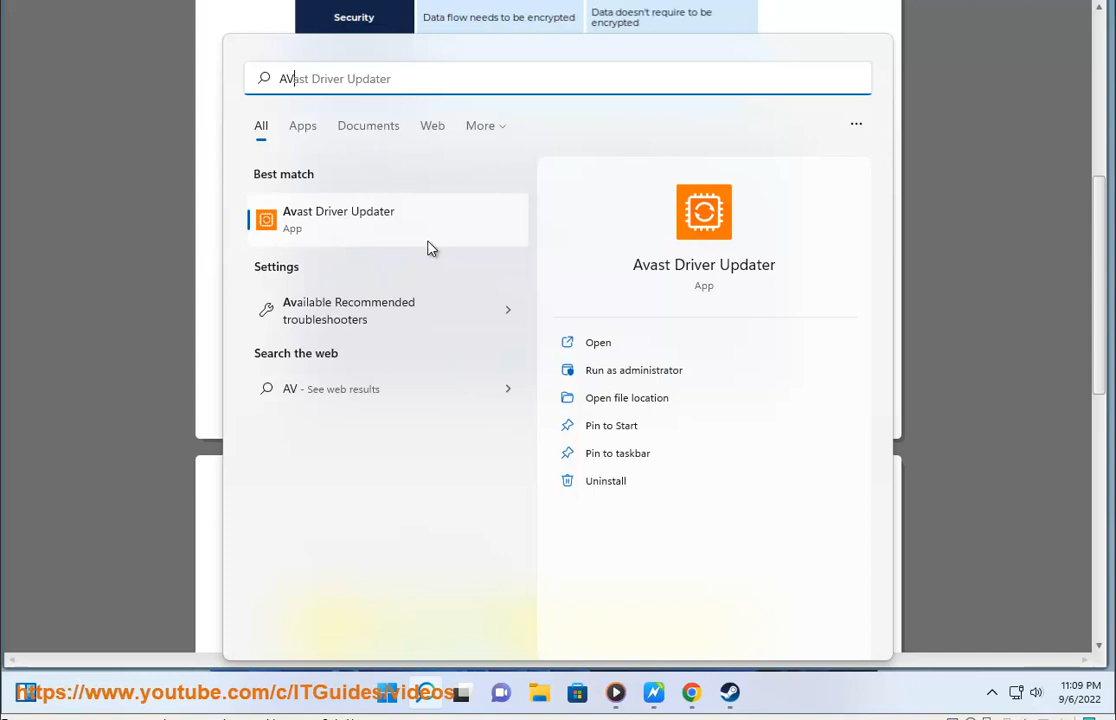 Security
Data flow needs to be encrypted
Data doesn't require to be
encrypted
AVast Driver Updater
All
Apps
Documents
Web
More
Best match
Avast Driver Updater
App
Settings
Available Recommended
troubleshooters
Search the web
AV - See web results
Avast Driver Updater
App
Open
Run as administrator
Open file location
Pin to Start
Pin to taskbar
Uninstall
https://www.youtube.com/c/ITGuides/videos
11:09 PM
9/6/2022